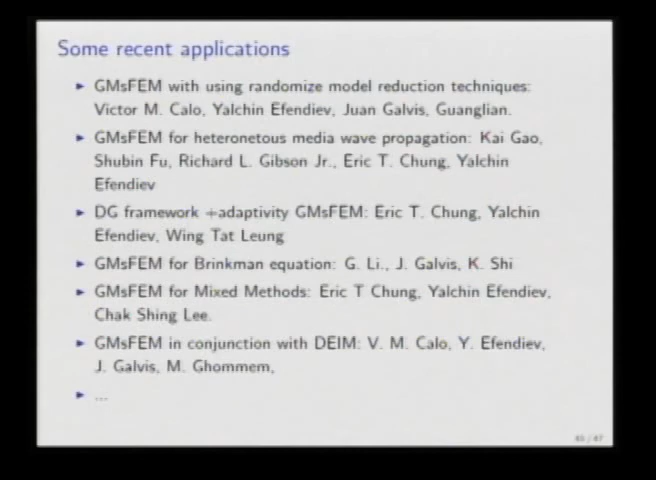 Some recent applications
► GMsFEM with using randomize model reduction techniques:
Victor M. Calo, Yalchin Efendiev, Juan Galvis, Guanglian.
► GMsFEM for heteronetous media wave propagation: Kai Gao,
Shubin Fu, Richard L. Gibson Jr., Eric T. Chung, Yalchin
Efendiev
► DG framework +adaptivity GMsFEM: Eric T. Chung, Yalchin
Efendiev, Wing Tat Leung
► GMsFEM for Brinkman equation: G. Li., J. Galvis, K. Shi
► GMsFEM for Mixed Methods: Eric T Chung, Yalchin Efendiev,
Chak Shing Lee.
► GMsFEM in conjunction with DEIM: V. M. Calo, Y. Efendiev,
J. Galvis, M. Ghommem,
► ...